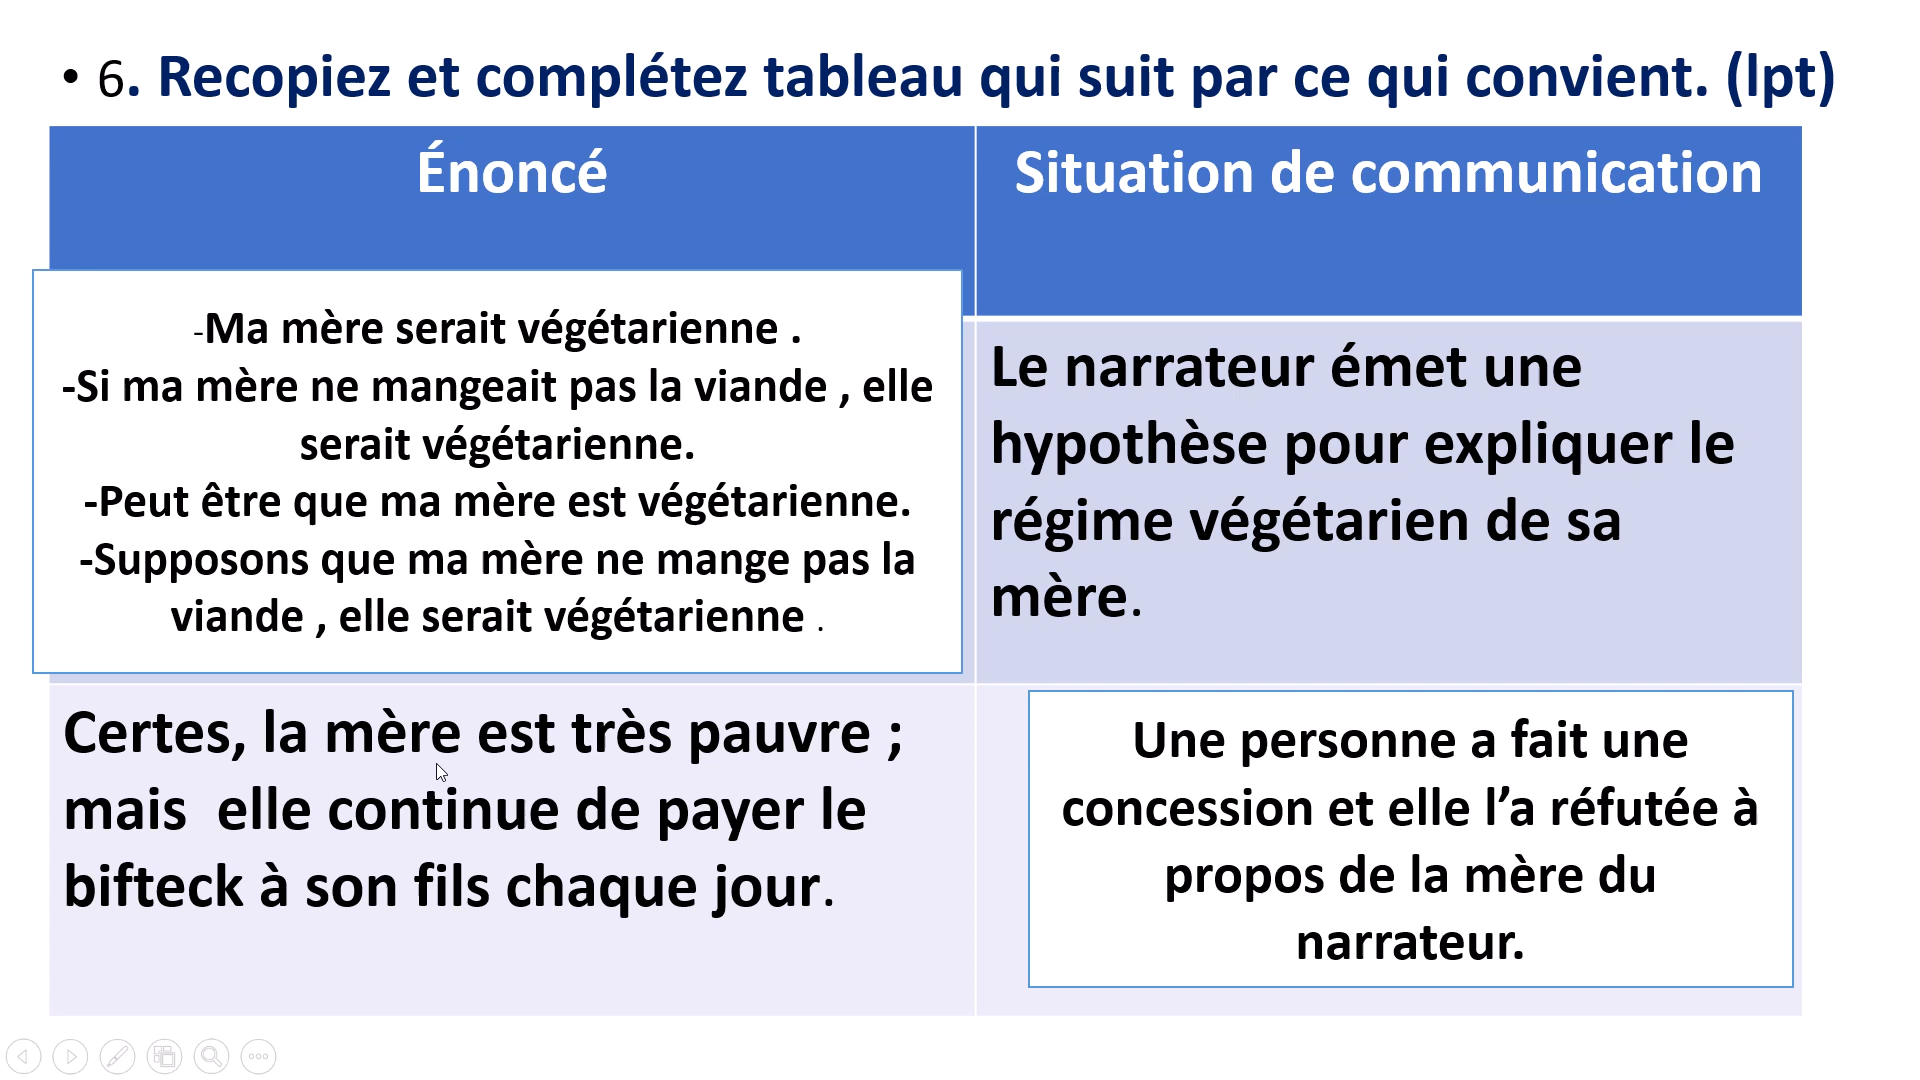 • 6. Recopiez et complétez tableau qui suit par ce qui convient. (lpt)
Énoncé
Situation de communication
-Ma mère serait végétarienne .
-Si ma mère ne mangeait pas la viande , elle
serait végétarienne.
-Peut être que ma mère est végétarienne.
-Supposons que ma mère ne mange pas la
viande , elle serait végétarienne .
Le narrateur émet une
hypothèse pour expliquer le
régime végétarien de sa
mère.
Certes, la mère est très pauvre ;
mais  elle continue de payer le
bifteck à son fils chaque jour.
Une personne a fait une
concession et elle l’a réfutée à
propos de la mère du
narrateur.